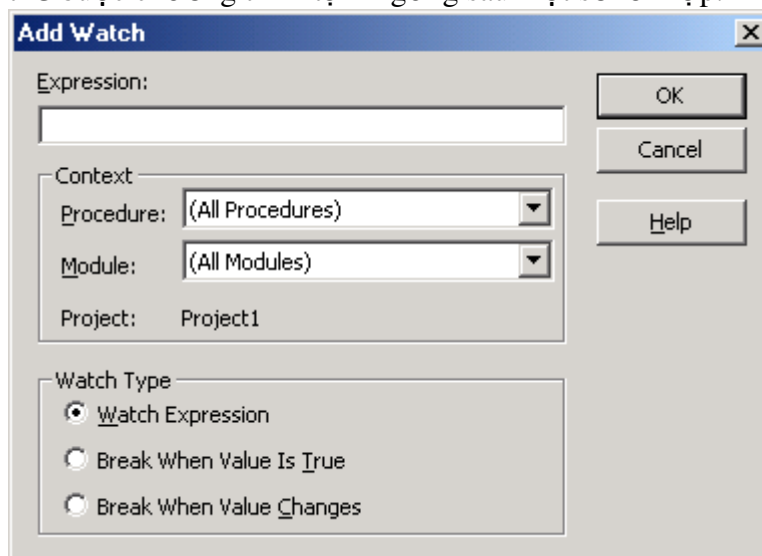 Add Watch
Expression:
OK
Cancel
Context
Procedure: (All Procedures)
Help
Module: (All Modules)
Project: Project1
Watch Type
Watch Expression
Break When Value Is True
Break When Value Changes